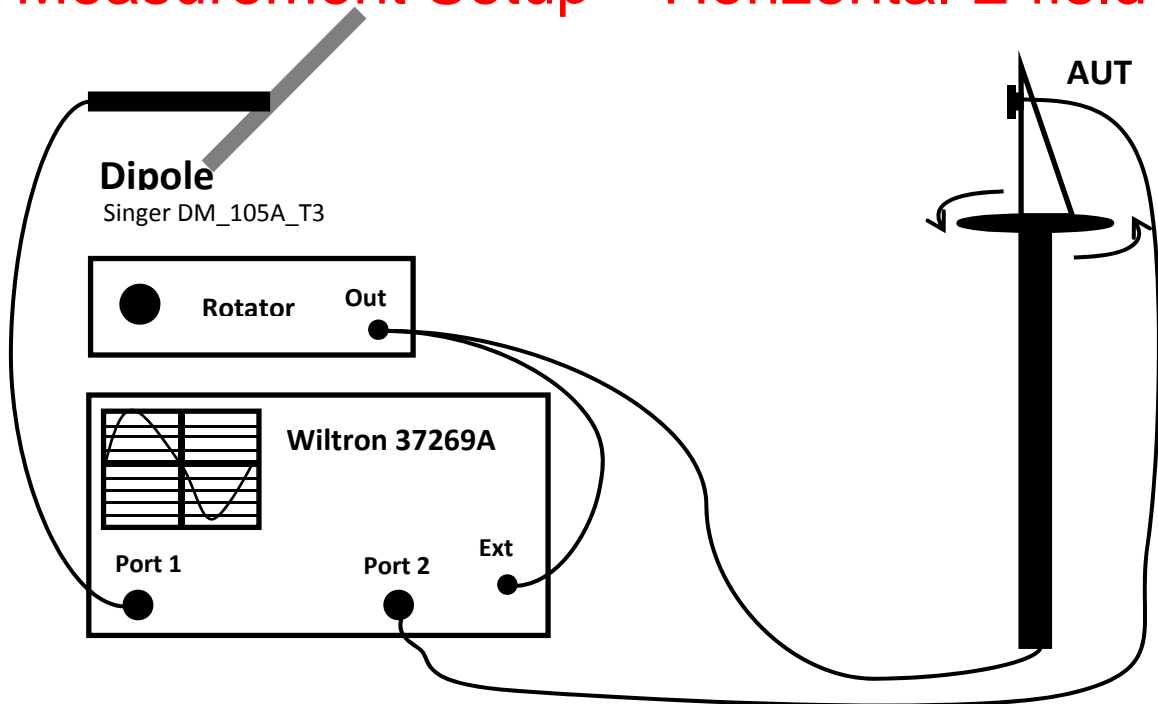 Measurement Setup – Horizontal E-field
AUT
Dipole
Singer DM_105A_T3
Rotator
Out
Wiltron 37269A
Port 1
Port 2
Ext